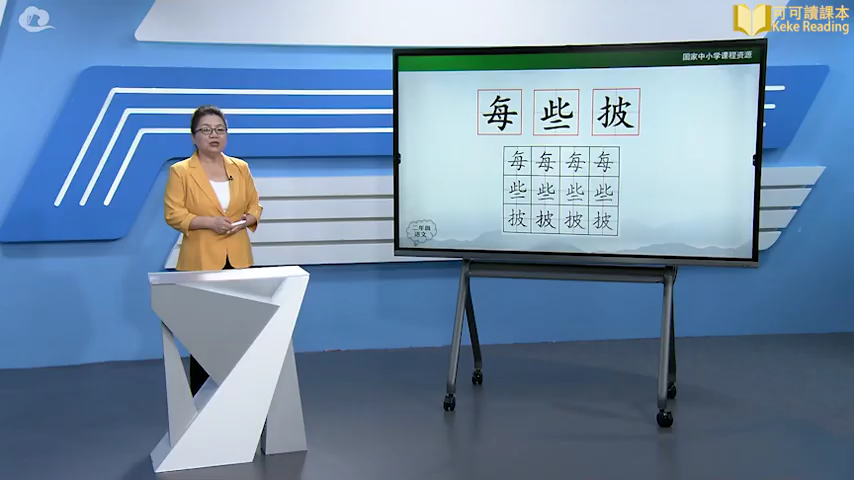 可可讀課本
Keke Reading
国家中小学课程资源
每 些 披
每 每 每 每
些 些 些 些
披 披 披 披
二年级
语文